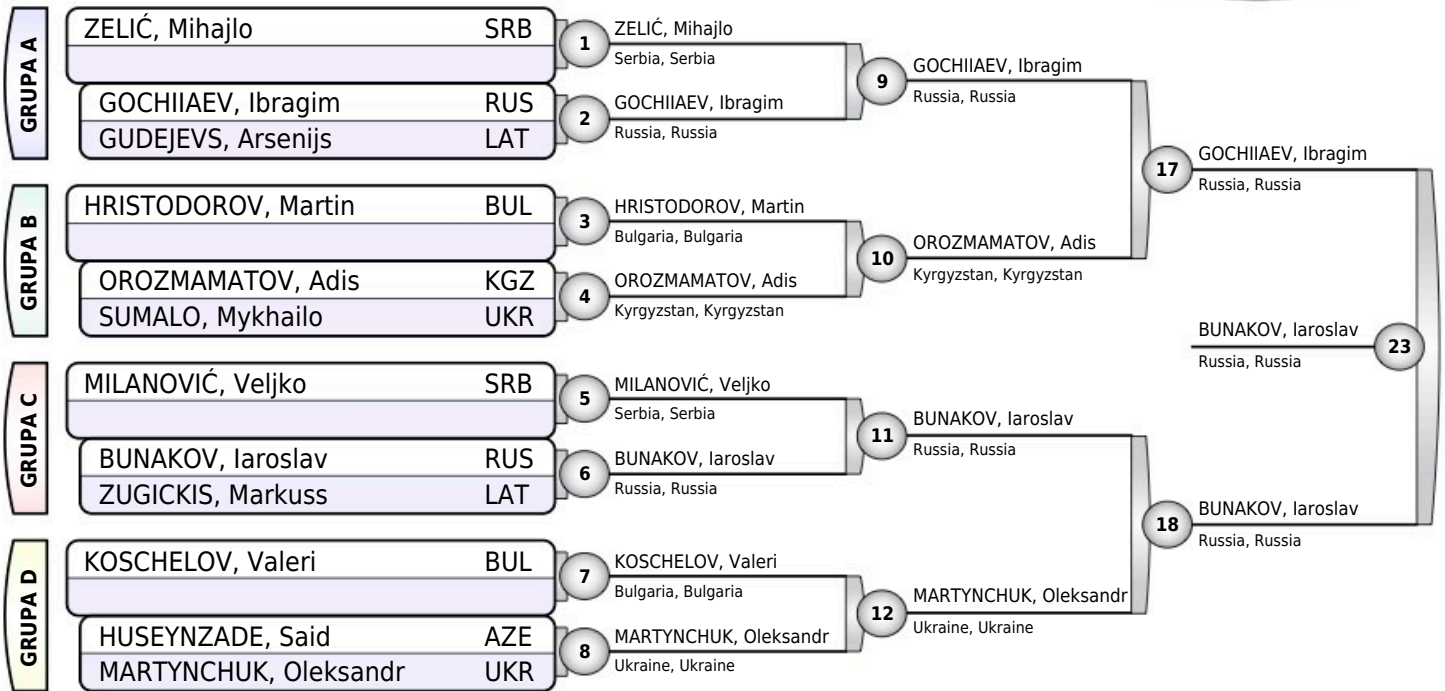 GRUPA A
ZELIĆ, Mihajlo SRB
GOCHIIAEV, Ibragim RUS
GUDEJEVS, Arsenijs LAT
GRUPA B
HRISTODOROV, Martin BUL
OROZMAMATOV, Adis KGZ
SUMALO, Mykhailo UKR
GRUPA C
MILANOVIĆ, Veljko SRB
BUNAKOV, Iaroslav RUS
ZUGICKIS, Markuss LAT
GRUPA D
KOSCHELOV, Valeri BUL
HUSEYNZADE, Said AZE
MARTYNCHUK, Oleksandr UKR
1
ZELIĆ, Mihajlo
Serbia, Serbia
2
GOCHIIAEV, Ibragim
Russia, Russia
3
HRISTODOROV, Martin
Bulgaria, Bulgaria
4
OROZMAMATOV, Adis
Kyrgyzstan, Kyrgyzstan
5
MILANOVIĆ, Veljko
Serbia, Serbia
6
BUNAKOV, Iaroslav
Russia, Russia
7
KOSCHELOV, Valeri
Bulgaria, Bulgaria
8
MARTYNCHUK, Oleksandr
Ukraine, Ukraine
9
GOCHIIAEV, Ibragim
Russia, Russia
10
OROZMAMATOV, Adis
Kyrgyzstan, Kyrgyzstan
11
BUNAKOV, Iaroslav
Russia, Russia
12
MARTYNCHUK, Oleksandr
Ukraine, Ukraine
17
GOCHIIAEV, Ibragim
Russia, Russia
18
BUNAKOV, Iaroslav
Russia, Russia
BUNAKOV, Iaroslav
Russia, Russia
23